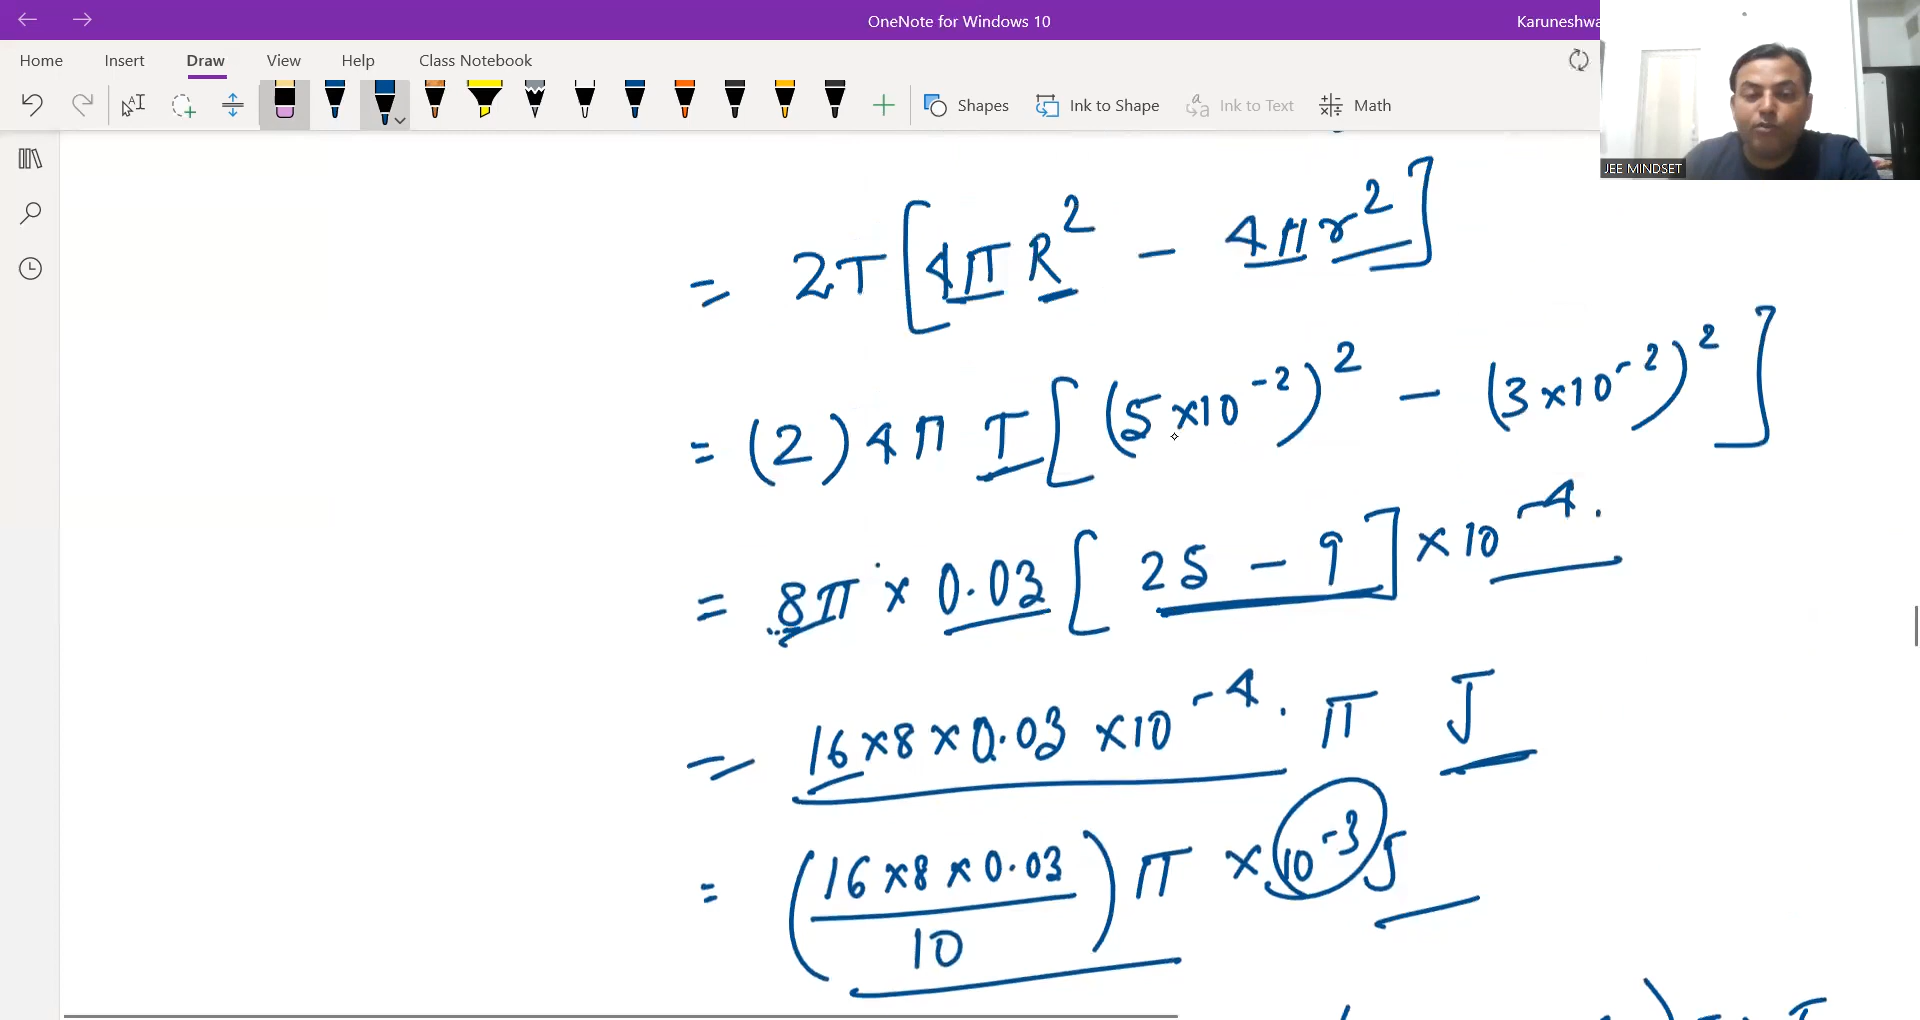 OneNote for Windows 10
Karuneshwa
Home Insert Draw View Help Class Notebook
Shapes Ink to Shape Ink to Text Math
JEE MINDSET
= 2T[4πR² - 4πr²]
= (2)4π T[(5×10⁻²)² - (3×10⁻²)²]
= 8π × 0.03[25 - 9] × 10⁻⁴.
= 16×8×0.03×10⁻⁴. π J
= (16×8×0.03/10)π × 10⁻³ J